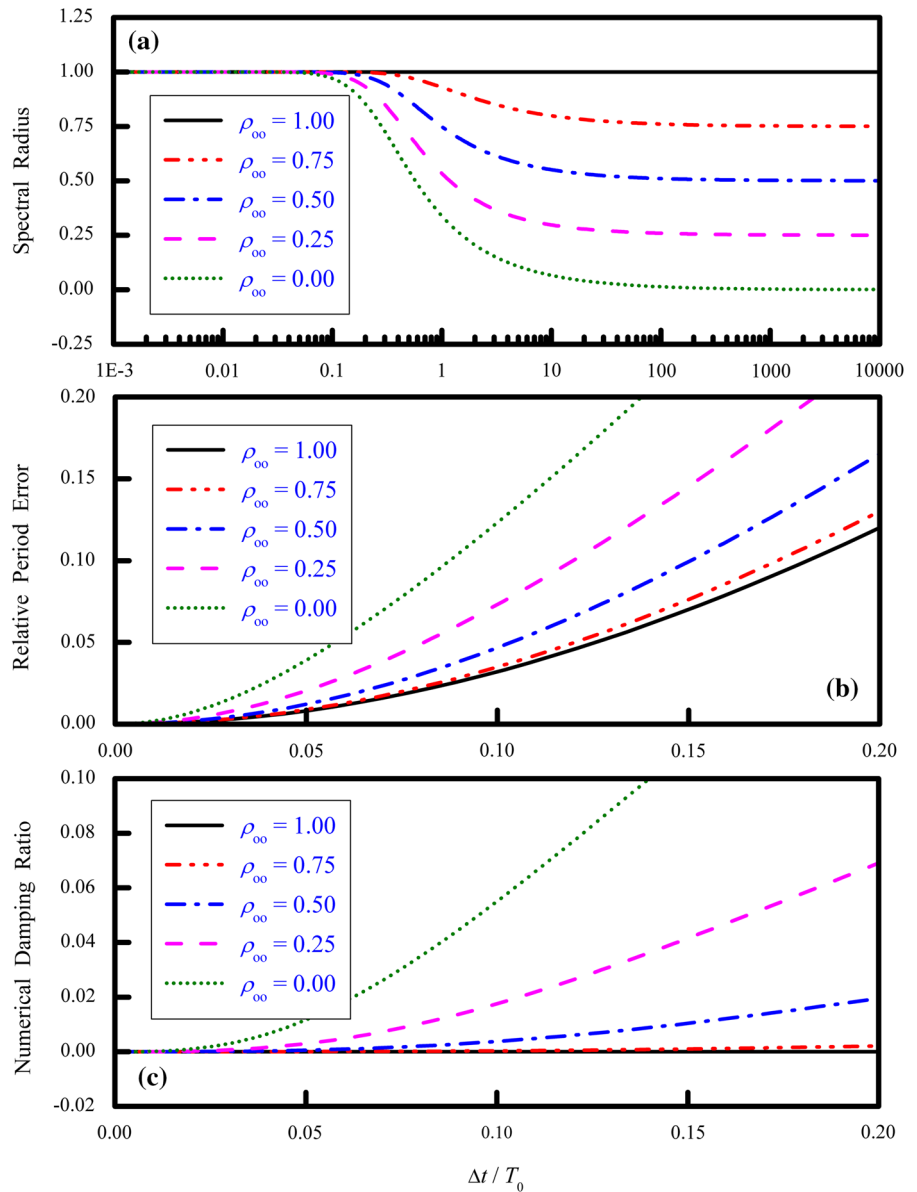 1.25
(a)
1.00
ρoo = 1.00
0.75
ρoo = 0.75
ρoo = 0.50
0.50
ρoo = 0.25
0.25
ρoo = 0.00
0.00
-0.25
Spectral Radius
1E-3 0.01 0.1 1 10 100 1000 10000
0.20
ρoo = 1.00
0.15
ρoo = 0.75
ρoo = 0.50
0.10
ρoo = 0.25
ρoo = 0.00
0.05
(b)
0.00
Relative Period Error
0.00 0.05 0.10 0.15 0.20
0.10
ρoo = 1.00
0.08
ρoo = 0.75
0.06
ρoo = 0.50
0.04
ρoo = 0.25
0.02
ρoo = 0.00
0.00
(c)
-0.02
Numerical Damping Ratio
0.00 0.05 0.10 0.15 0.20
Δt / T0